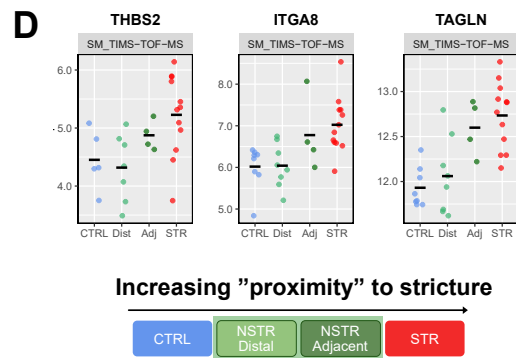 D
THBS2
SM_TIMS-TOF-MS
6.0
5.0
4.0
CTRL Dist Adj STR
ITGA8
SM_TIMS-TOF-MS
8.0
7.0
6.0
5.0
CTRL Dist Adj STR
TAGLN
SM_TIMS-TOF-MS
13.0
12.0
CTRL Dist Adj STR
Increasing ”proximity” to stricture
CTRL
NSTR
Distal
NSTR
Adjacent
STR